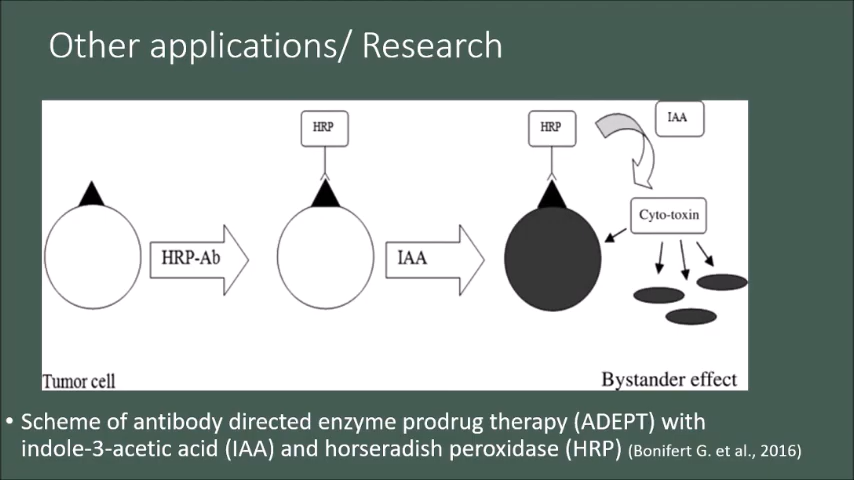 Other applications/ Research
HRP
HRP
IAA
Cyto-toxin
HRP-Ab
IAA
Tumor cell
Bystander effect
• Scheme of antibody directed enzyme prodrug therapy (ADEPT) with
indole-3-acetic acid (IAA) and horseradish peroxidase (HRP) (Bonifert G. et al., 2016)